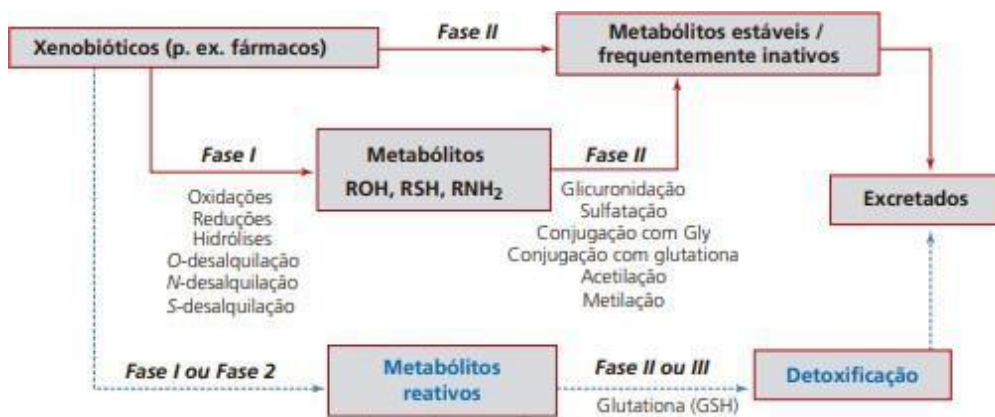 Xenobióticos (p. ex. fármacos)
Fase II
Metabólitos estáveis /
frequentemente inativos
Fase I
Oxidações
Reduções
Hidrólises
O-desalquilação
N-desalquilação
S-desalquilação
Metabólitos
ROH, RSH, RNH₂
Fase II
Glicuronidação
Sulfatação
Conjugação com Gly
Conjugação com glutationa
Acetilação
Metilação
Excretados
Fase I ou Fase 2
Metabólitos
reativos
Fase II ou III
Glutationa (GSH)
Detoxificação